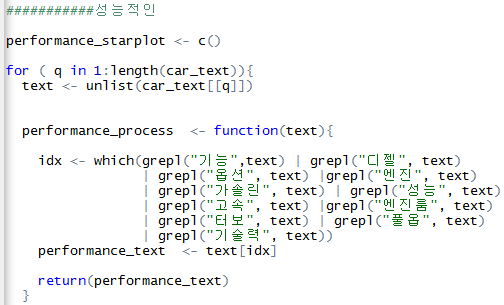 ###########성능적인
performance_starplot <- c()
for ( q in 1:length(car_text)){
  text <- unlist(car_text[[q]])
  performance_process  <- function(text){
    idx <- which(grepl("기능",text) | grepl("디젤", text)
                 | grepl("옵션", text) |grepl("엔진", text)
                 | grepl("가솔린", text) | grepl("성능", text)
                 | grepl("고속", text) |grepl("엔진룸", text)
                 | grepl("터보", text) | grepl("풀옵", text)
                 | grepl("기술력", text))
    performance_text  <- text[idx]
    return(performance_text)
  }